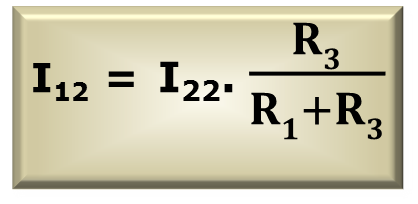 I₁₂ = I₂₂. R₃
R₁+R₃